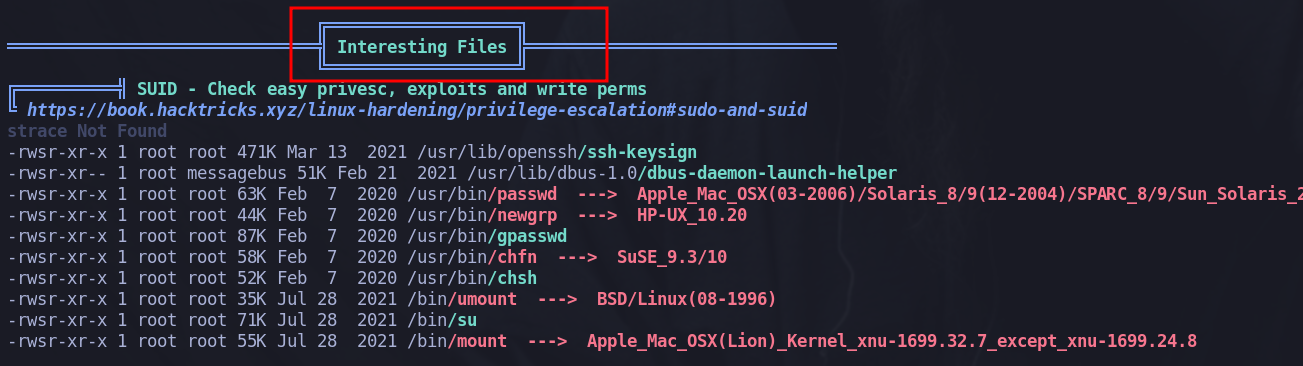 Interesting Files
SUID - Check easy privesc, exploits and write perms
https://book.hacktricks.xyz/linux-hardening/privilege-escalation#sudo-and-suid
strace Not Found
-rwsr-xr-x 1 root root 471K Mar 13  2021 /usr/lib/openssh/ssh-keysign
-rwsr-xr-- 1 root messagebus 51K Feb 21  2021 /usr/lib/dbus-1.0/dbus-daemon-launch-helper
-rwsr-xr-x 1 root root 63K Feb  7  2020 /usr/bin/passwd  --->  Apple_Mac_OSX(03-2006)/Solaris_8/9(12-2004)/SPARC_8/9/Sun_Solaris_2
-rwsr-xr-x 1 root root 44K Feb  7  2020 /usr/bin/newgrp  --->  HP-UX_10.20
-rwsr-xr-x 1 root root 87K Feb  7  2020 /usr/bin/gpasswd
-rwsr-xr-x 1 root root 58K Feb  7  2020 /usr/bin/chfn  --->  SuSE_9.3/10
-rwsr-xr-x 1 root root 52K Feb  7  2020 /usr/bin/chsh
-rwsr-xr-x 1 root root 35K Jul 28  2021 /bin/umount  --->  BSD/Linux(08-1996)
-rwsr-xr-x 1 root root 71K Jul 28  2021 /bin/su
-rwsr-xr-x 1 root root 55K Jul 28  2021 /bin/mount  --->  Apple_Mac_OSX(Lion)_Kernel_xnu-1699.32.7_except_xnu-1699.24.8